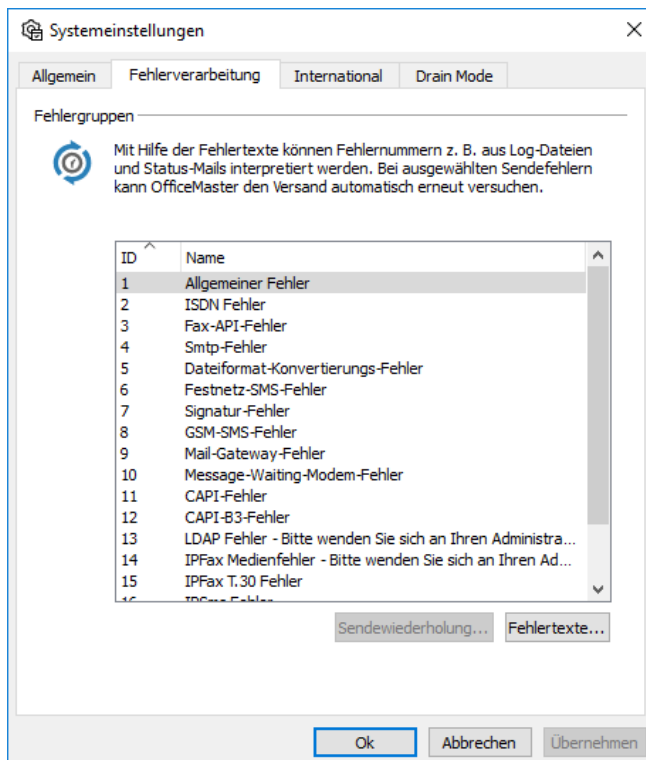 Systemeinstellungen
Allgemein Fehlerverarbeitung International Drain Mode
Fehlergruppen
Mit Hilfe der Fehlertexte können Fehlernummern z. B. aus Log-Dateien
und Status-Mails interpretiert werden. Bei ausgewählten Sendefehlern
kann OfficeMaster den Versand automatisch erneut versuchen.
ID Name
1 Allgemeiner Fehler
2 ISDN Fehler
3 Fax-API-Fehler
4 Smtp-Fehler
5 Dateiformat-Konvertierungs-Fehler
6 Festnetz-SMS-Fehler
7 Signatur-Fehler
8 GSM-SMS-Fehler
9 Mail-Gateway-Fehler
10 Message-Waiting-Modem-Fehler
11 CAPI-Fehler
12 CAPI-B3-Fehler
13 LDAP Fehler - Bitte wenden Sie sich an Ihren Administra...
14 IPFax Medienfehler - Bitte wenden Sie sich an Ihren Ad...
15 IPFax T.30 Fehler
Sendewiederholung... Fehlertexte...
Ok Abbrechen Übernehmen